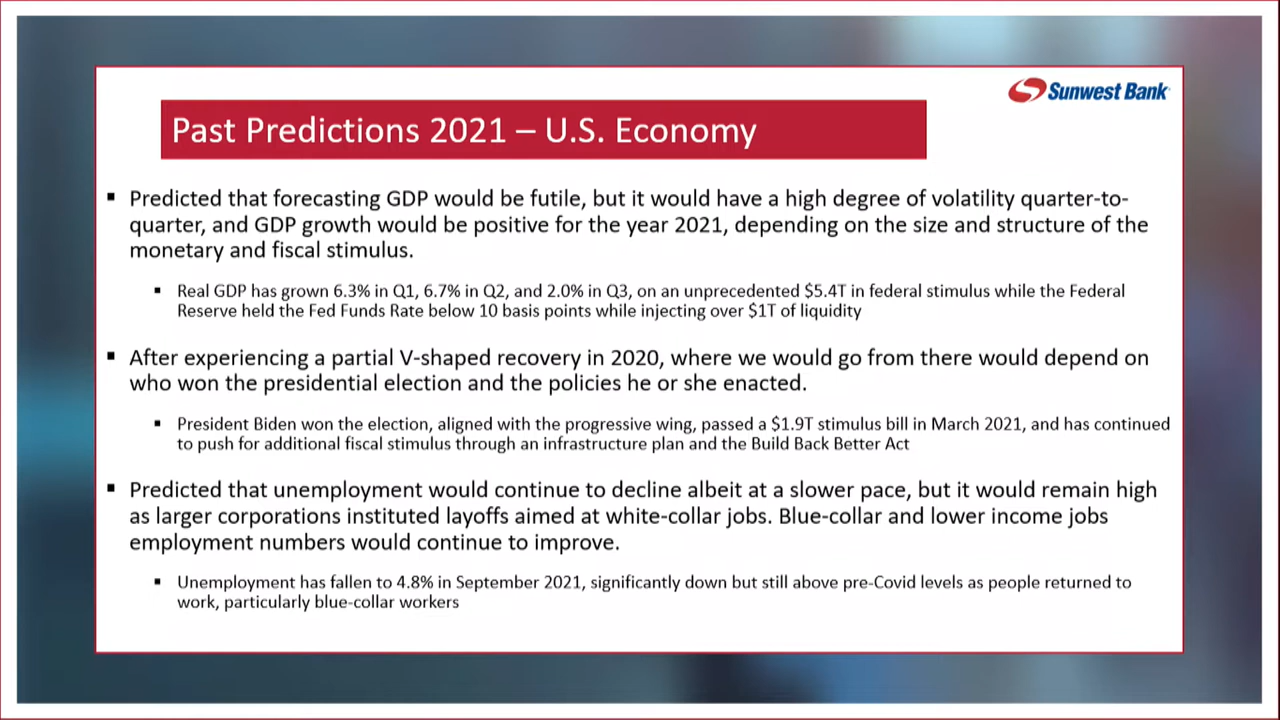 Sunwest Bank
Past Predictions 2021 – U.S. Economy
▪ Predicted that forecasting GDP would be futile, but it would have a high degree of volatility quarter-to-
quarter, and GDP growth would be positive for the year 2021, depending on the size and structure of the
monetary and fiscal stimulus.
▪ Real GDP has grown 6.3% in Q1, 6.7% in Q2, and 2.0% in Q3, on an unprecedented $5.4T in federal stimulus while the Federal
Reserve held the Fed Funds Rate below 10 basis points while injecting over $1T of liquidity
▪ After experiencing a partial V-shaped recovery in 2020, where we would go from there would depend on
who won the presidential election and the policies he or she enacted.
▪ President Biden won the election, aligned with the progressive wing, passed a $1.9T stimulus bill in March 2021, and has continued
to push for additional fiscal stimulus through an infrastructure plan and the Build Back Better Act
▪ Predicted that unemployment would continue to decline albeit at a slower pace, but it would remain high
as larger corporations instituted layoffs aimed at white-collar jobs. Blue-collar and lower income jobs
employment numbers would continue to improve.
▪ Unemployment has fallen to 4.8% in September 2021, significantly down but still above pre-Covid levels as people returned to
work, particularly blue-collar workers